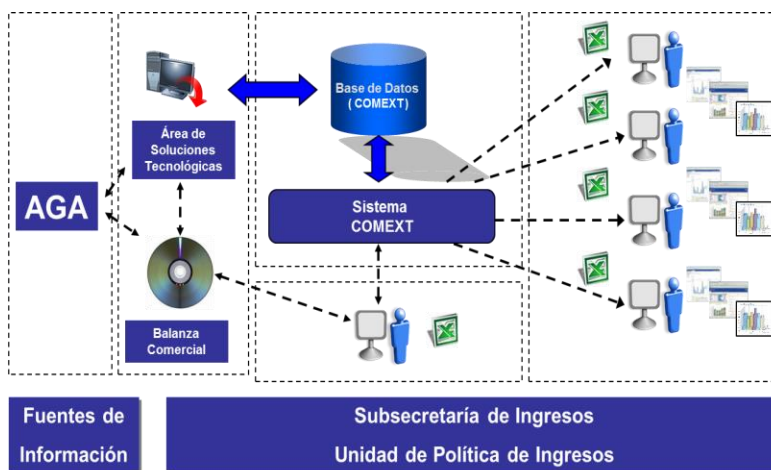 AGA
Área de
Soluciones
Tecnológicas
Balanza
Comercial
Base de Datos
( COMEXT)
Sistema
COMEXT
Fuentes de
Información
Subsecretaría de Ingresos
Unidad de Política de Ingresos